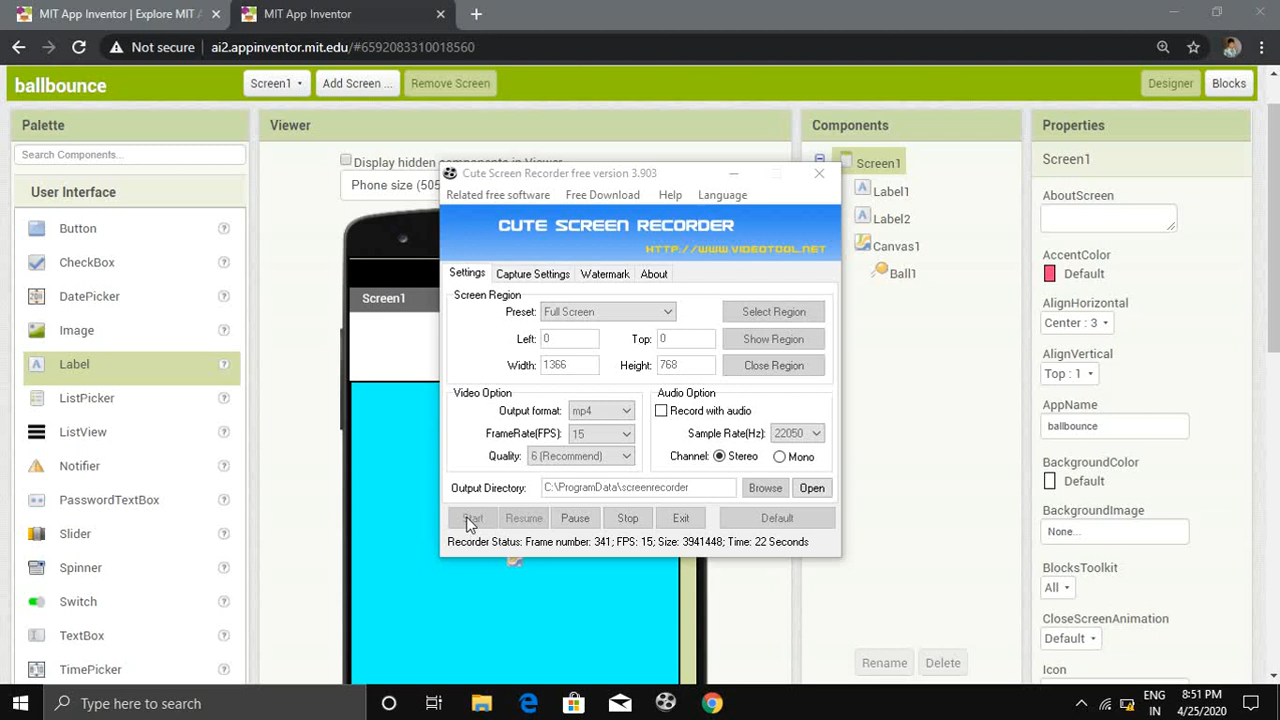 MIT App Inventor | Explore MIT A
MIT App Inventor
Not secure
ai2.appinventor.mit.edu/#6592083310018560
ballbounce
Screen1
Add Screen ...
Remove Screen
Designer
Blocks
Palette
Viewer
Components
Properties
Search Components...
User Interface
Button
CheckBox
DatePicker
Image
Label
ListPicker
ListView
Notifier
PasswordTextBox
Slider
Spinner
Switch
TextBox
TimePicker
Display hidden components in Viewer
Phone size (505
Screen1
Cute Screen Recorder free version 3.903
Related free software
Free Download
Help
Language
CUTE SCREEN RECORDER
HTTP://WWW.VIDEOTOOL.NET
Settings
Capture Settings
Watermark
About
Screen Region
Preset:
Full Screen
Select Region
Left:
0
Top:
0
Show Region
Width:
1366
Height:
768
Close Region
Video Option
Output format:
mp4
FrameRate(FPS):
15
Quality:
6 (Recommend)
Audio Option
Record with audio
Sample Rate(Hz):
22050
Channel:
Stereo
Mono
Output Directory:
C:\ProgramData\screenrecorder
Browse
Open
Start
Resume
Pause
Stop
Exit
Default
Recorder Status: Frame number: 341; FPS: 15; Size: 3941448; Time: 22 Seconds
Screen1
Label1
Label2
Canvas1
Ball1
Rename
Delete
Screen1
AboutScreen
AccentColor
Default
AlignHorizontal
Center : 3
AlignVertical
Top : 1
AppName
ballbounce
BackgroundColor
Default
BackgroundImage
None...
BlocksToolkit
All
CloseScreenAnimation
Default
Icon
Type here to search
ENG
IN
8:51 PM
4/25/2020